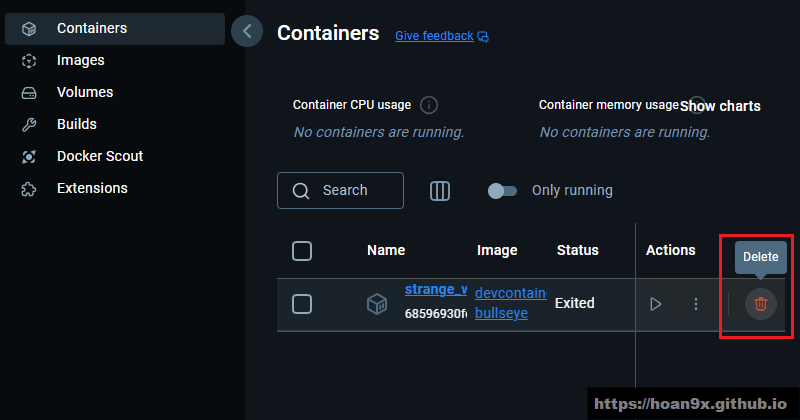 Containers
Images
Volumes
Builds
Docker Scout
Extensions
Containers Give feedback
Container CPU usage
No containers are running.
Container memory usage Show charts
No containers are running.
Search
Only running
Name Image Status Actions
Delete
strange_ devcontain
68596930f bullseye
Exited
https://hoan9x.github.io